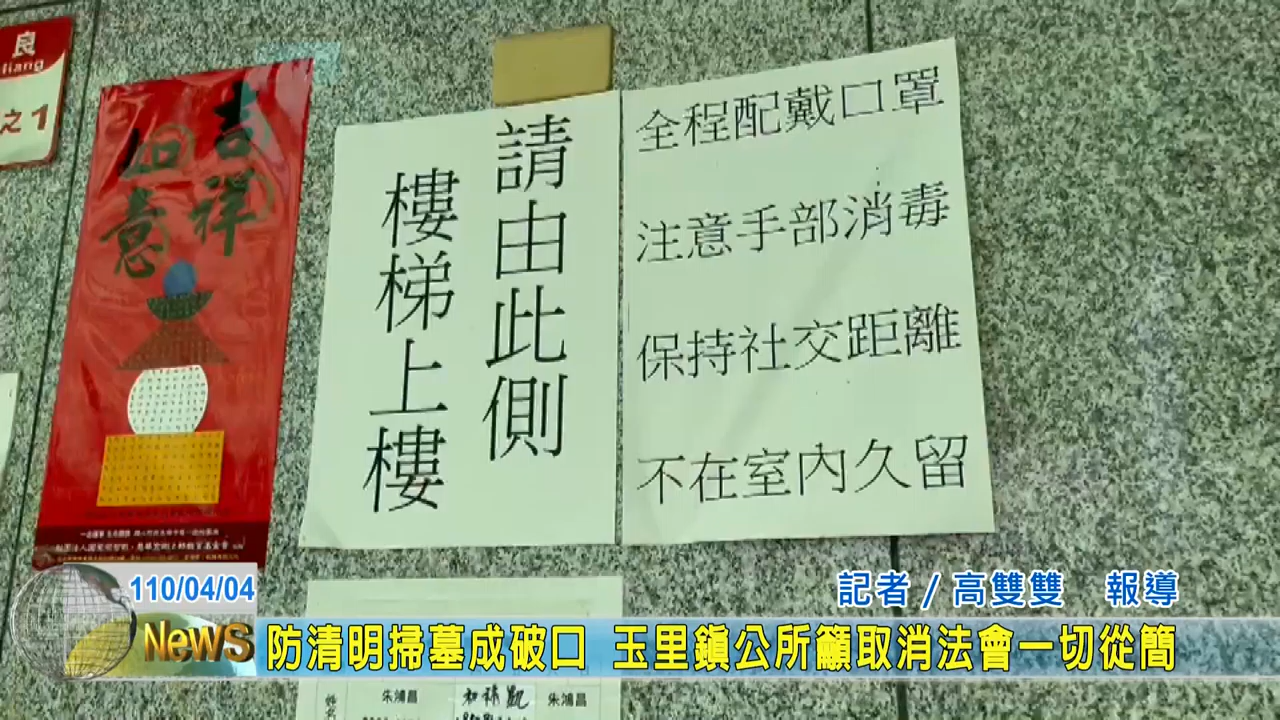 良
liang
之1
吉祥
如意
請由此側
樓梯上樓
全程配戴口罩
注意手部消毒
保持社交距離
不在室內久留
110/04/04
記者/高雙雙 報導
News
防清明掃墓成破口 玉里鎮公所籲取消法會一切從簡
朱鴻昌
朱鴻昌